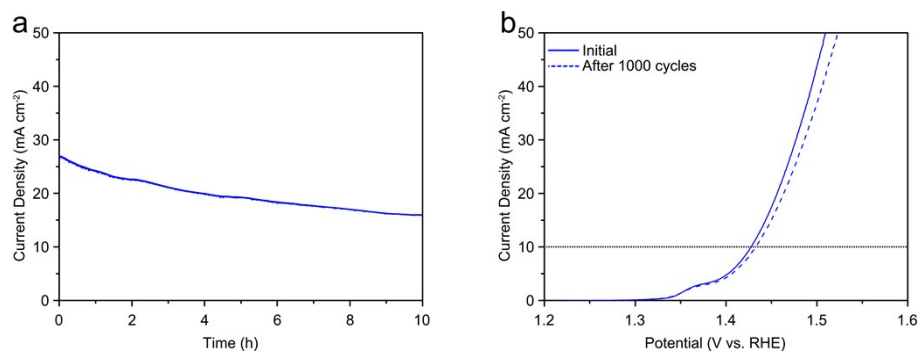 a
50
40
30
20
10
0
Current Density (mA cm⁻²)
0 2 4 6 8 10
Time (h)
b
Initial
After 1000 cycles
50
40
30
20
10
0
Current Density (mA cm⁻²)
1.2 1.3 1.4 1.5 1.6
Potential (V vs. RHE)